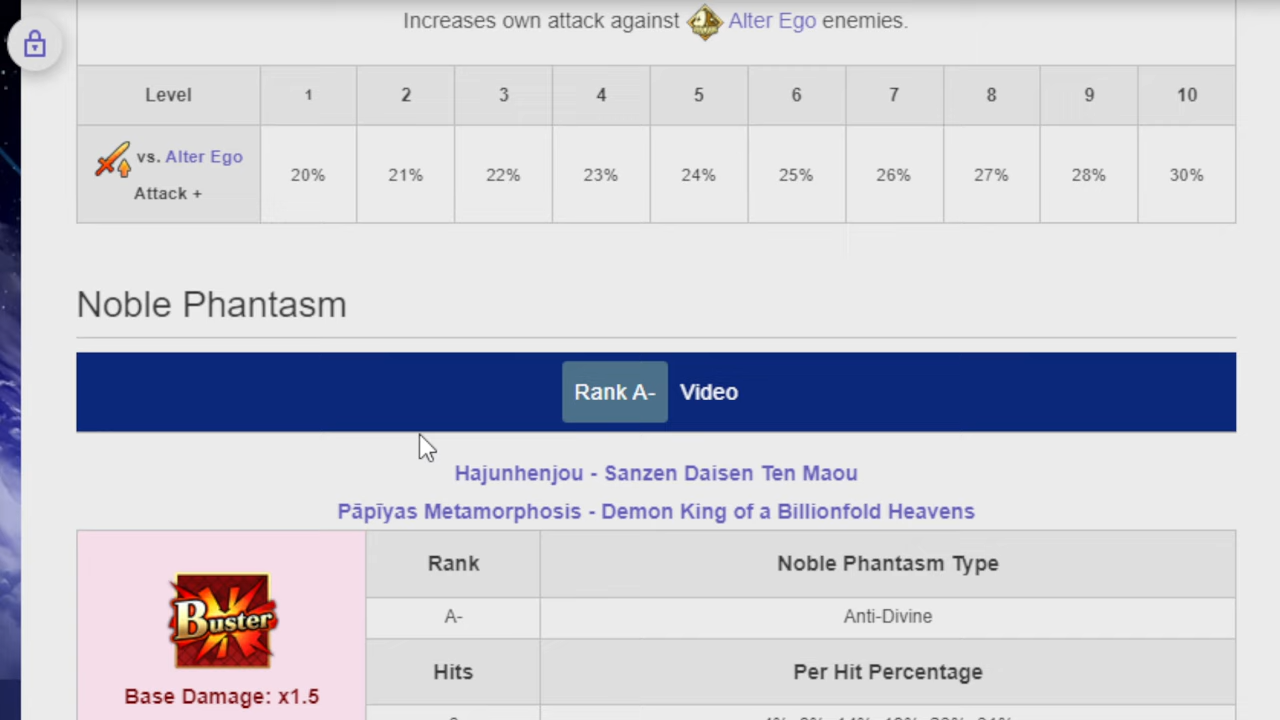 Increases own attack against Alter Ego enemies.
Level 1 2 3 4 5 6 7 8 9 10
vs. Alter Ego
Attack + 20% 21% 22% 23% 24% 25% 26% 27% 28% 30%
Noble Phantasm
Rank A- Video
Hajunhenjou - Sanzen Daisen Ten Maou
Pāpīyas Metamorphosis - Demon King of a Billionfold Heavens
Rank Noble Phantasm Type
A- Anti-Divine
Buster
Hits Per Hit Percentage
Base Damage: x1.5